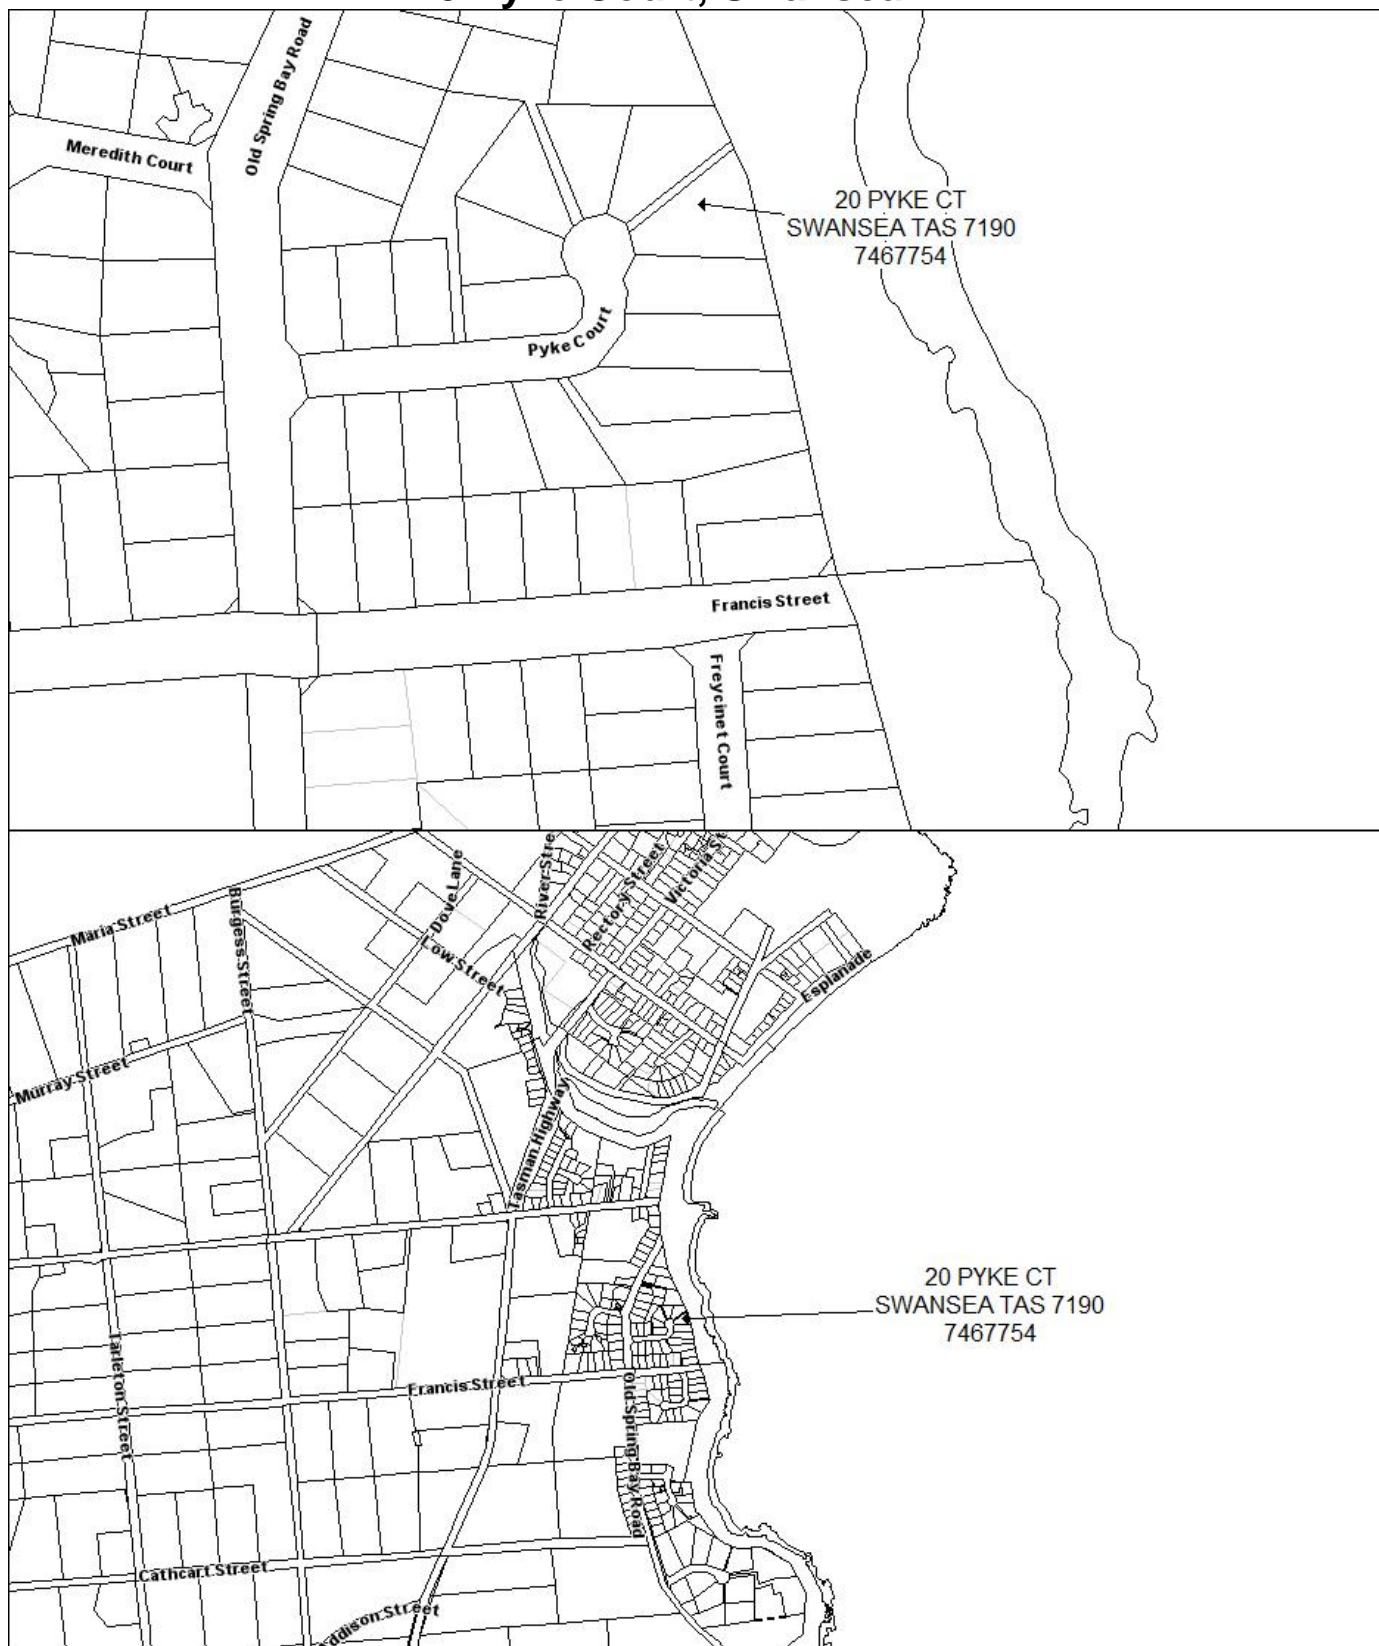 Old Spring Bay Road
Meredith Court
20 PYKE CT
SWANSEA TAS 7190
7467754
Pyke Court
Francis Street
Freycinet Court
Maria Street
Burgess Street
Dove Lane
Low Street
Rectory Street
Esplanade
Murray Street
Tasman Highway
20 PYKE CT
SWANSEA TAS 7190
7467754
Tarleton Street
Francis Street
Old Spring Bay Road
Cathcart Street
ddison Street